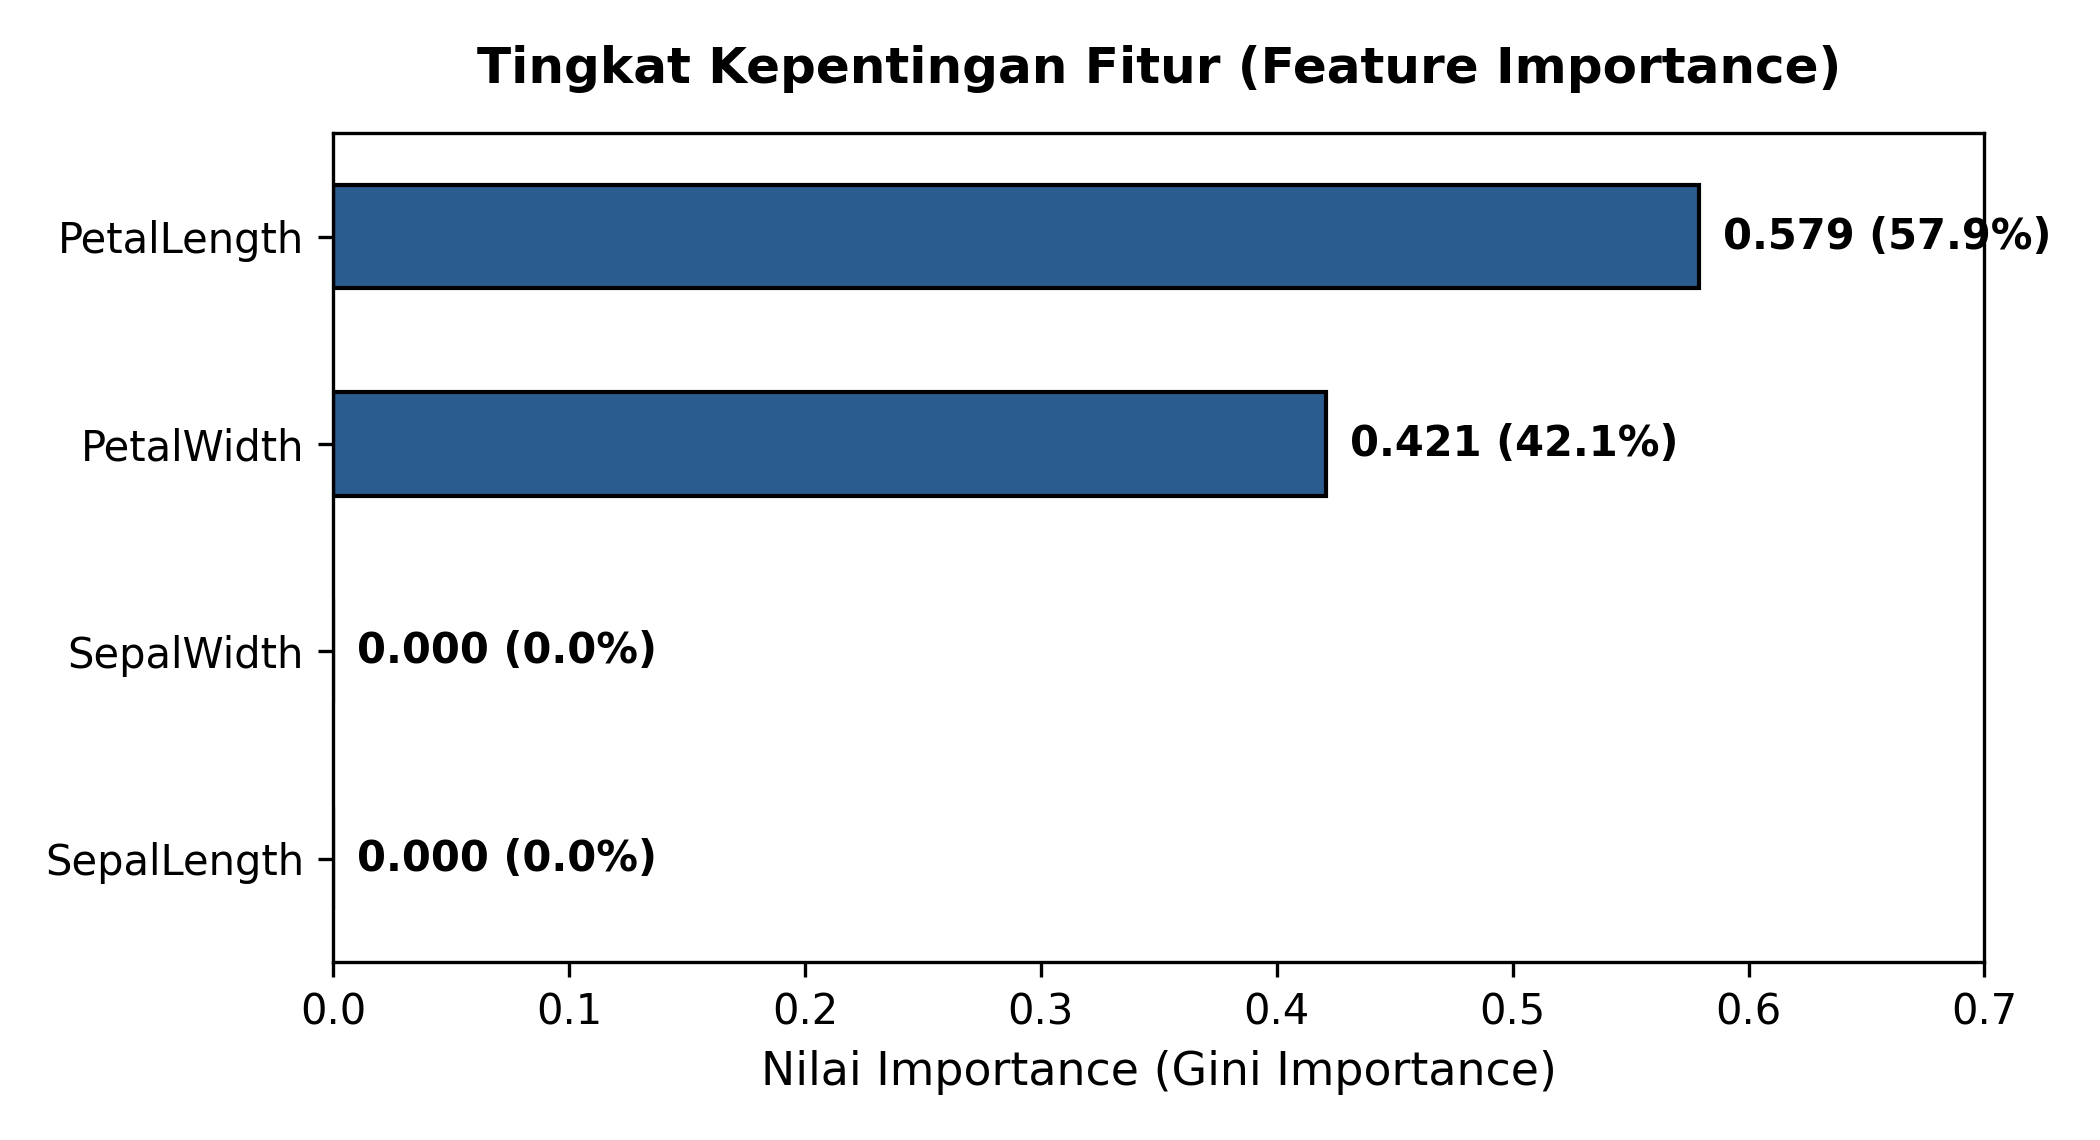 Tingkat Kepentingan Fitur (Feature Importance)
PetalLength
0.579 (57.9%)
PetalWidth
0.421 (42.1%)
SepalWidth
0.000 (0.0%)
SepalLength
0.000 (0.0%)
0.0 0.1 0.2 0.3 0.4 0.5 0.6 0.7
Nilai Importance (Gini Importance)